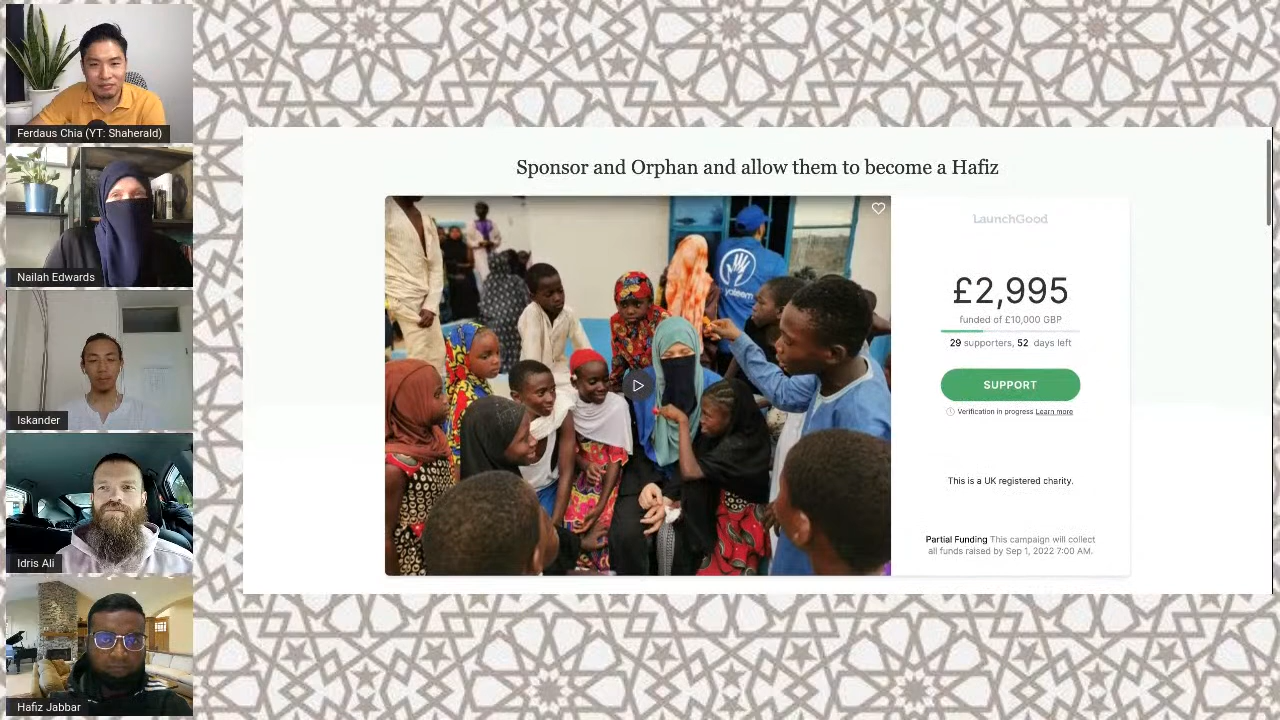 Ferdaus Chia (YT: Shaherald)
Nailah Edwards
Iskander
Idris Ali
Hafiz Jabbar
Sponsor and Orphan and allow them to become a Hafiz
yateem
LaunchGood
£2,995
funded of £10,000 GBP
29 supporters, 52 days left
SUPPORT
Verification in progress Learn more
This is a UK registered charity.
Partial Funding This campaign will collect
all funds raised by Sep 1, 2022 7:00 AM.